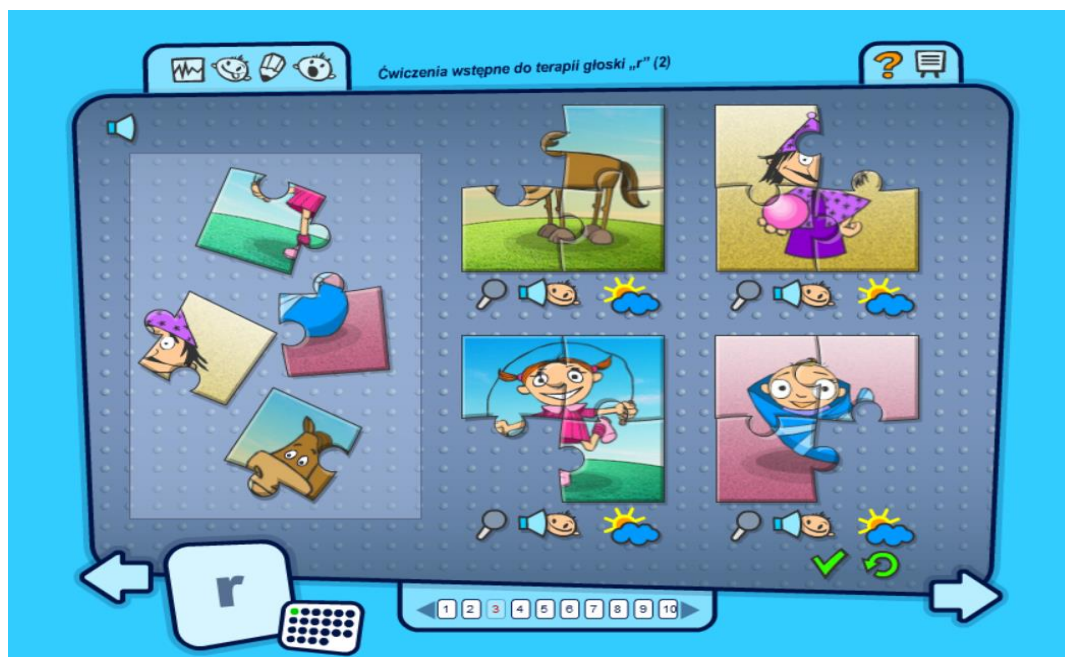 Ćwiczenia wstępne do terapii głoski „r” (2)
?
r
1 2 3 4 5 6 7 8 9 10